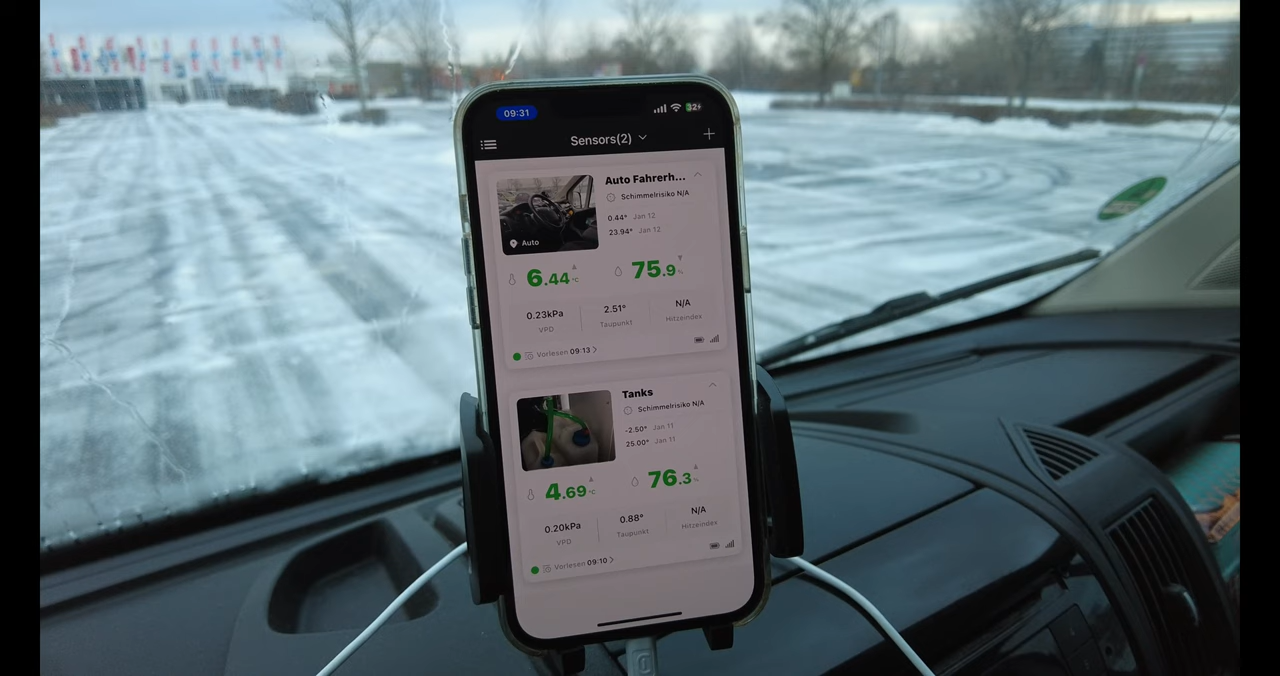 09:31
32
Sensors(2)
Auto Fahrerh...
Schimmelrisiko N/A
0.44° Jan 12
23.94° Jan 12
Auto
6.44 °C
75.9 %
0.23kPa
VPD
2.51°
Taupunkt
N/A
Hitzeindex
Vorlesen 09:13
Tanks
Schimmelrisiko N/A
-2.50° Jan 11
25.00° Jan 11
4.69 °C
76.3 %
0.20kPa
VPD
0.88°
Taupunkt
N/A
Hitzeindex
Vorlesen 09:10